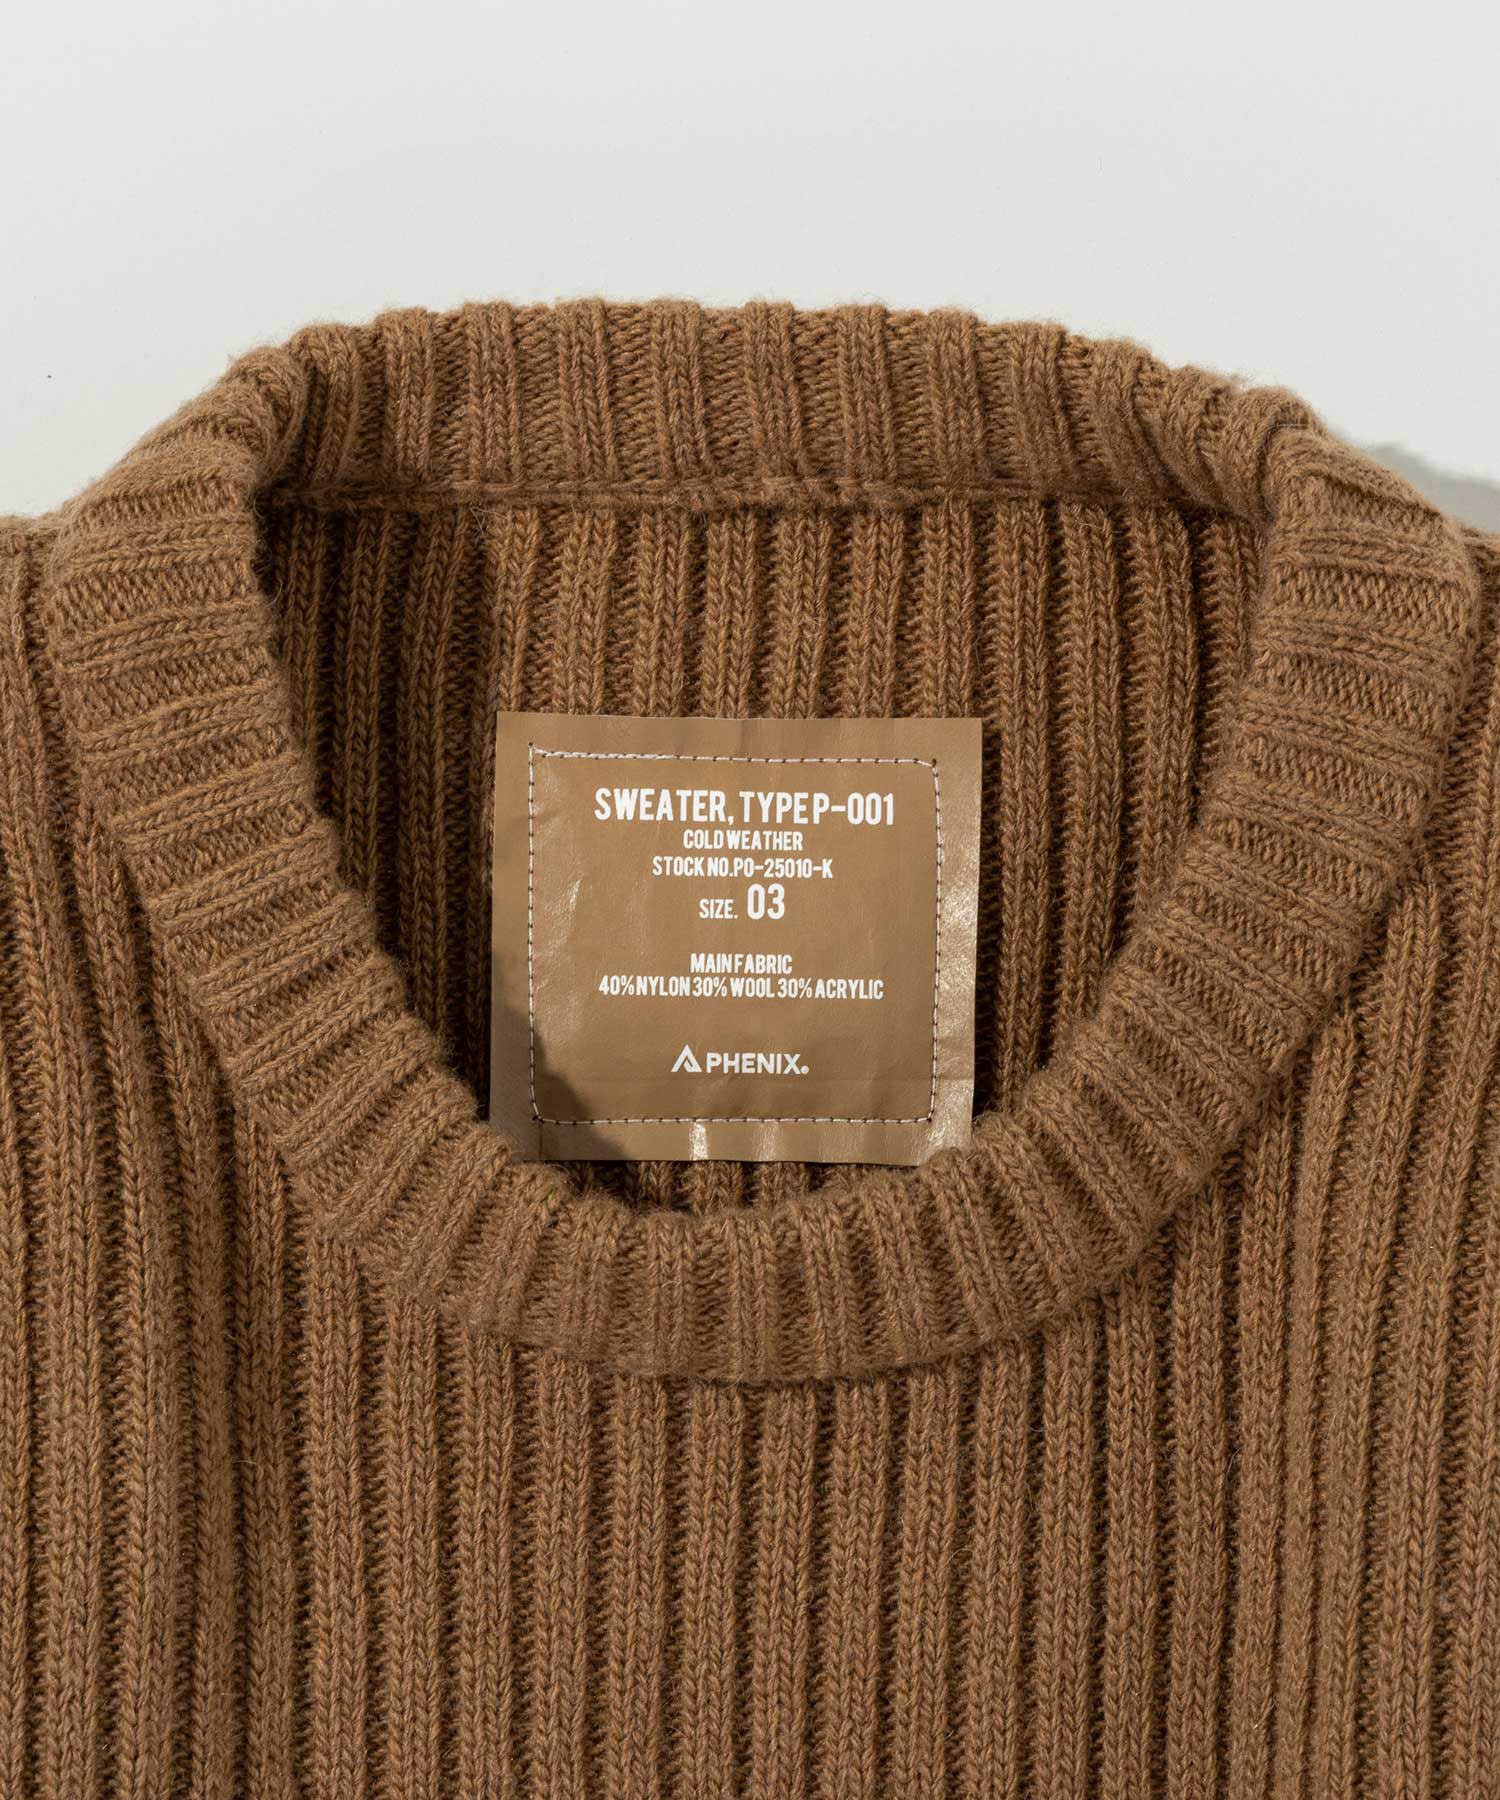 SWEATER, TYPE P-001
COLD WEATHER
STOCK NO. PO-25010-K
SIZE. 03
MAIN FABRIC
40% NYLON 30% WOOL 30% ACRYLIC
PHENIX®